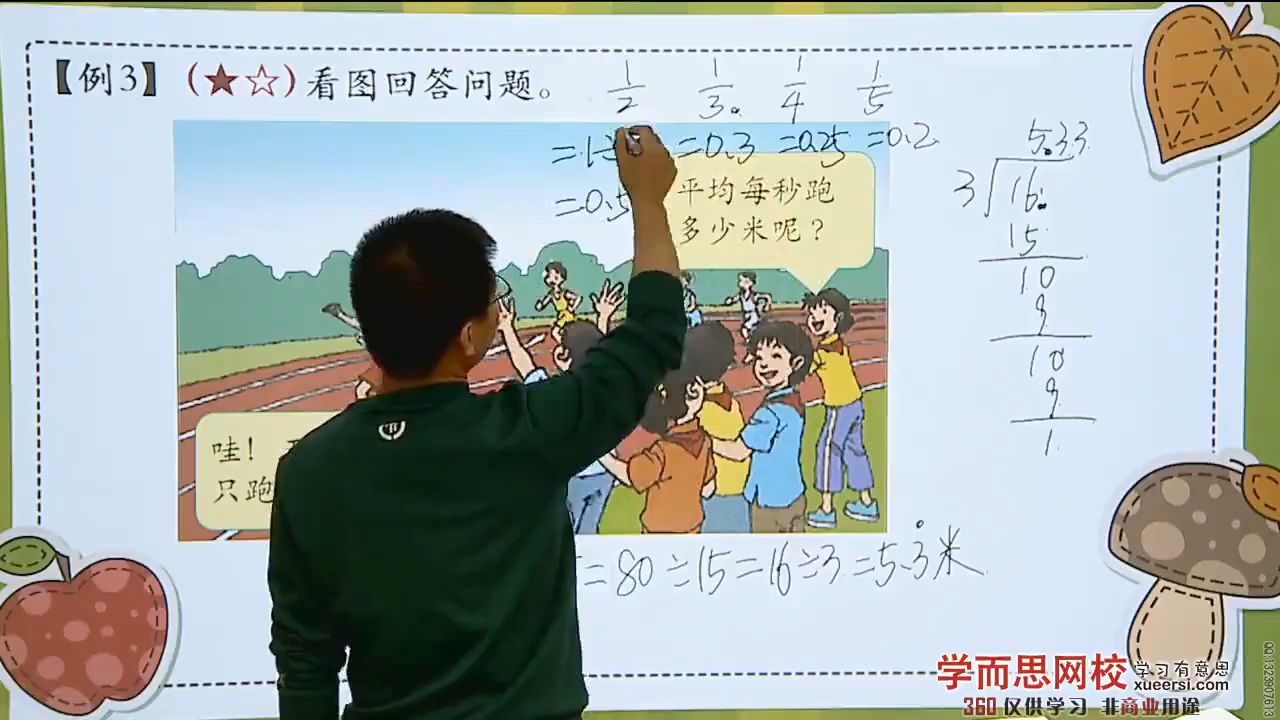 【例3】(★☆)看图回答问题。
1/2 1/3 1/4 1/5
=1÷ =0.3 =0.25 =0.2
=0.5
平均每秒跑
多少米呢？
5.33
3 16
15
10
9
10
9
1
哇！
只跑
=80÷15=16÷3=5.3̇米
学而思网校 学习有意思
xueersi.com
360 仅供学习 非商业用途
QQ:132390761